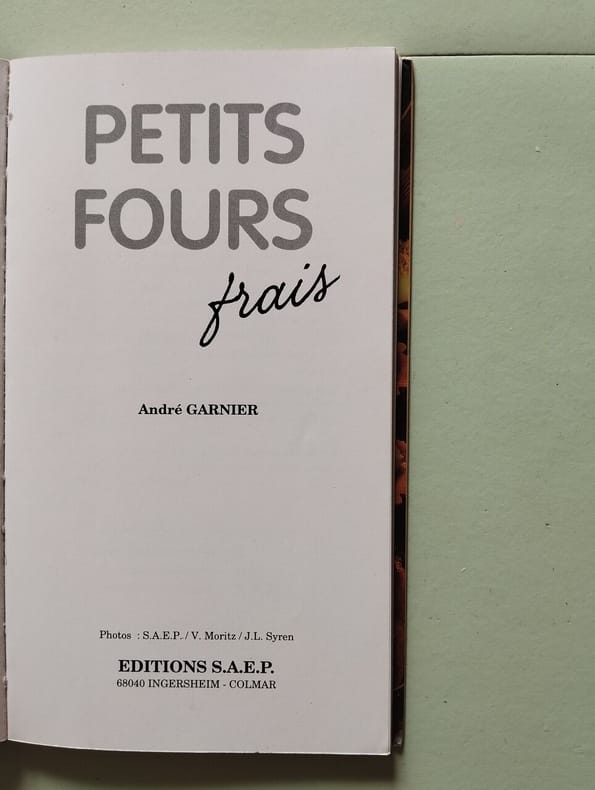 PETITS
FOURS
frais
André GARNIER
Photos : S.A.E.P. / V. Moritz / J.L. Syren
EDITIONS S.A.E.P.
68040 INGERSHEIM - COLMAR